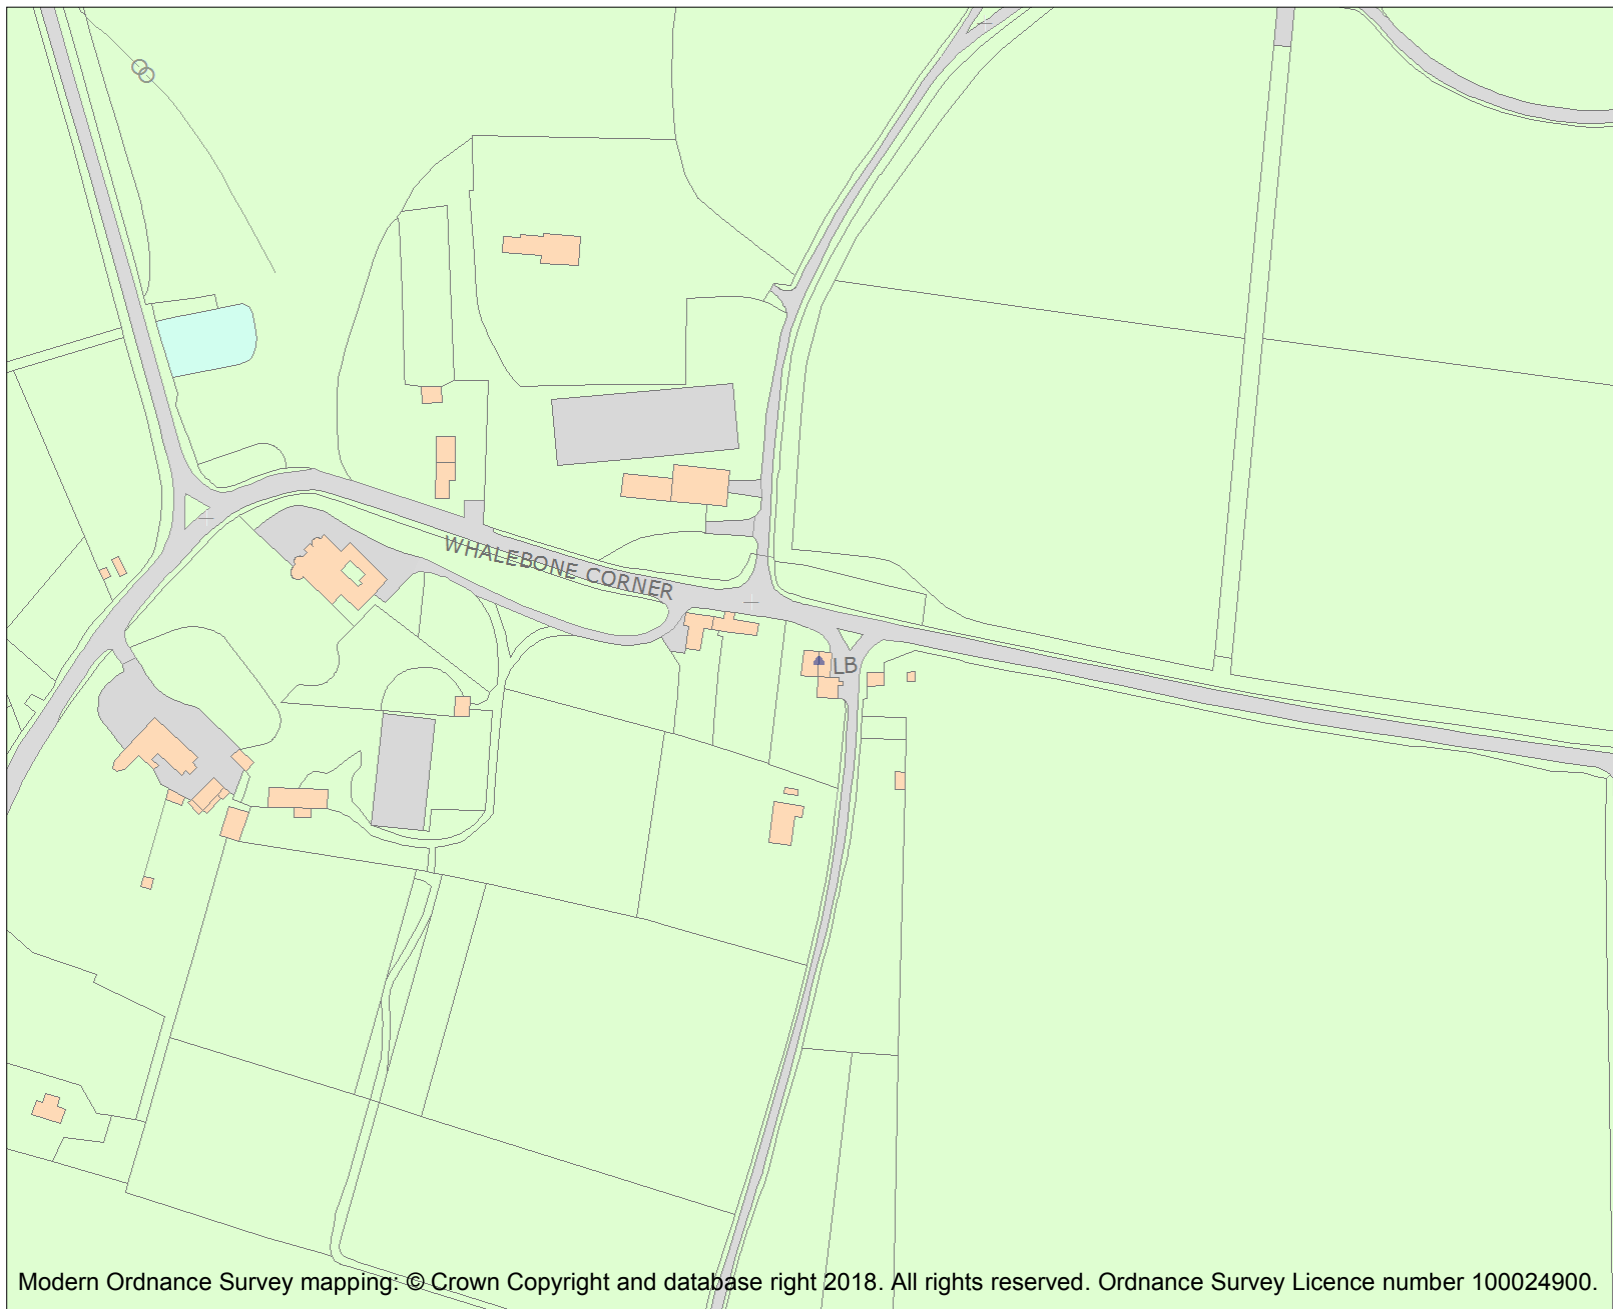 WHALEBONE CORNER
LB
Modern Ordnance Survey mapping: © Crown Copyright and database right 2018. All rights reserved. Ordnance Survey Licence number 100024900.